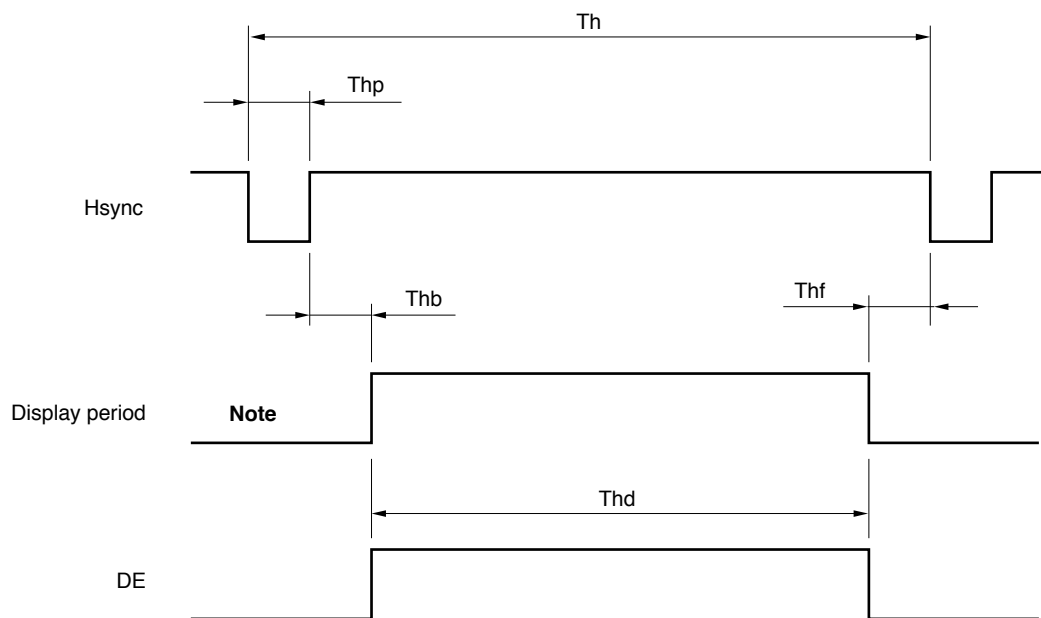 Th
Thp
Hsync
Thb
Thf
Display period
Note
Thd
DE